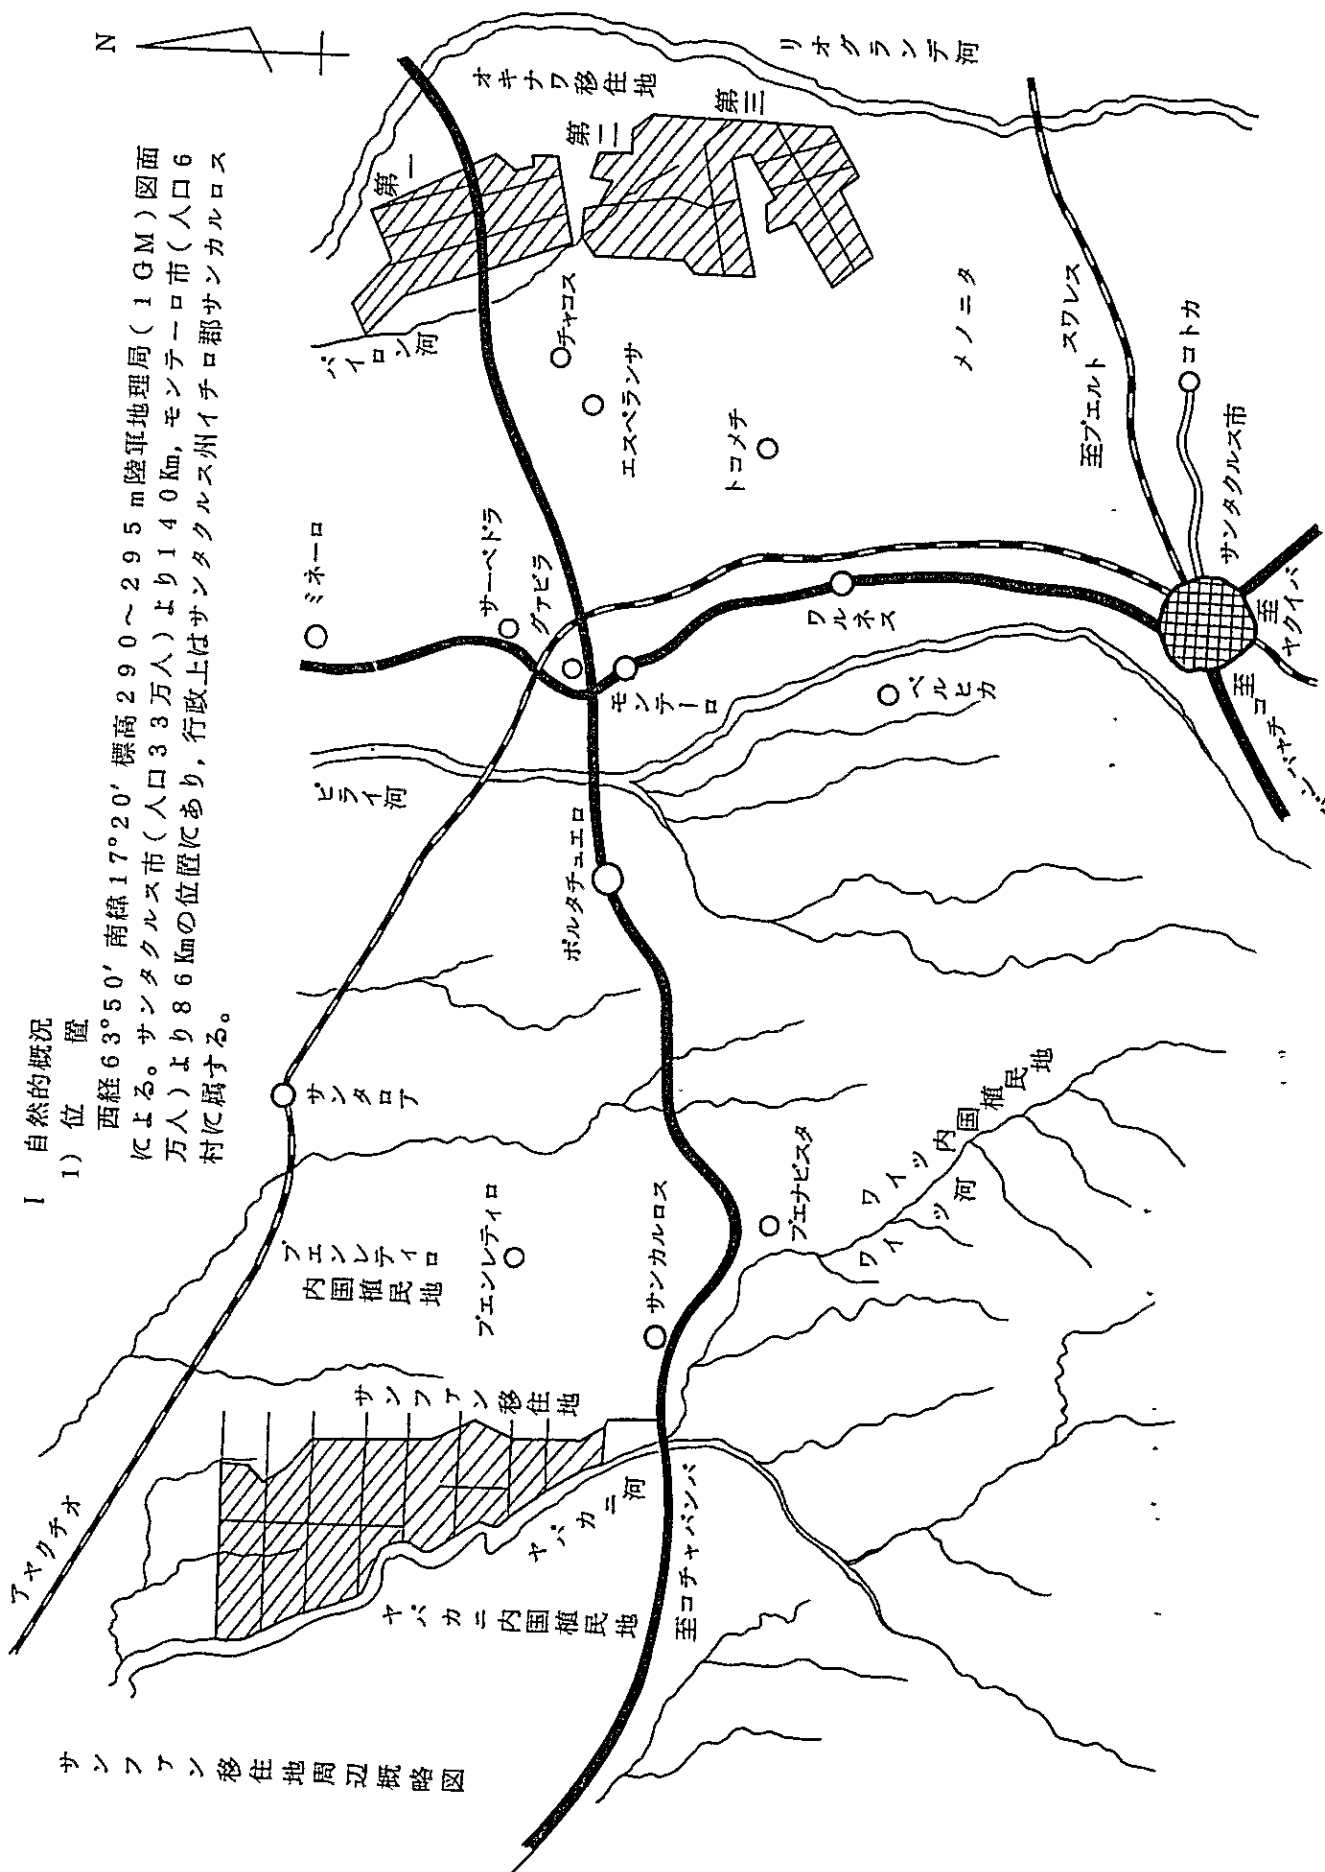 I 自然的概況
1) 位 置
西経63°50′南緯17°20′標高290~295m陸軍地理局(1GM)図面
による。サンタクルス市(人口33万人)より140Km,モンテーロ市(人口6
万人)より86Kmの位置にあり,行政上はサンタクルス州イチロ郡サンカルロス
村に属する。
サンファン移住地周辺概略図
N
アヤクチォ
サンファン移住地
ヤパカニ河
ヤパカニ内国植民地
至コチャバンバ
ブエンレティロ
内国植民地
ブエンレティロ
サンカルロス
ブエナビスタ
ワイツ内国植民地
ワイツ河
サンタロア
ポルタチュエロ
ピライ河
ミネーロ
サーベドラ
グァビラ
モンテーロ
ワルネス
ベルヒカ
パイロン河
チャコス
エスペランサ
トコメチ
メノニタ
オキナワ移住地
第一
第二
第三
リオグランデ河
至プエルト
スワレス
コトカ
サンタクルス市
至ヤクイバ
至コチャバンバ